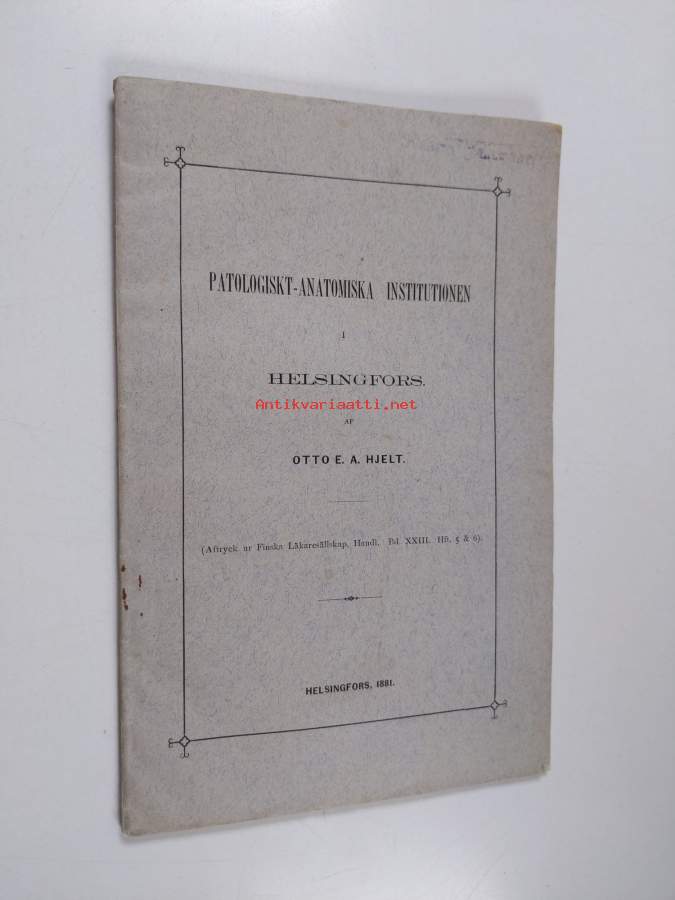 PATOLOGISKT-ANATOMISKA INSTITUTIONEN
I
HELSINGFORS.
Antikvariaatti.net
AF
OTTO E. A. HJELT.
(Aftryck ur Finska Läkaresällskap. Handl. Bd. XXIII. Hft. 5 & 6).
HELSINGFORS, 1881.